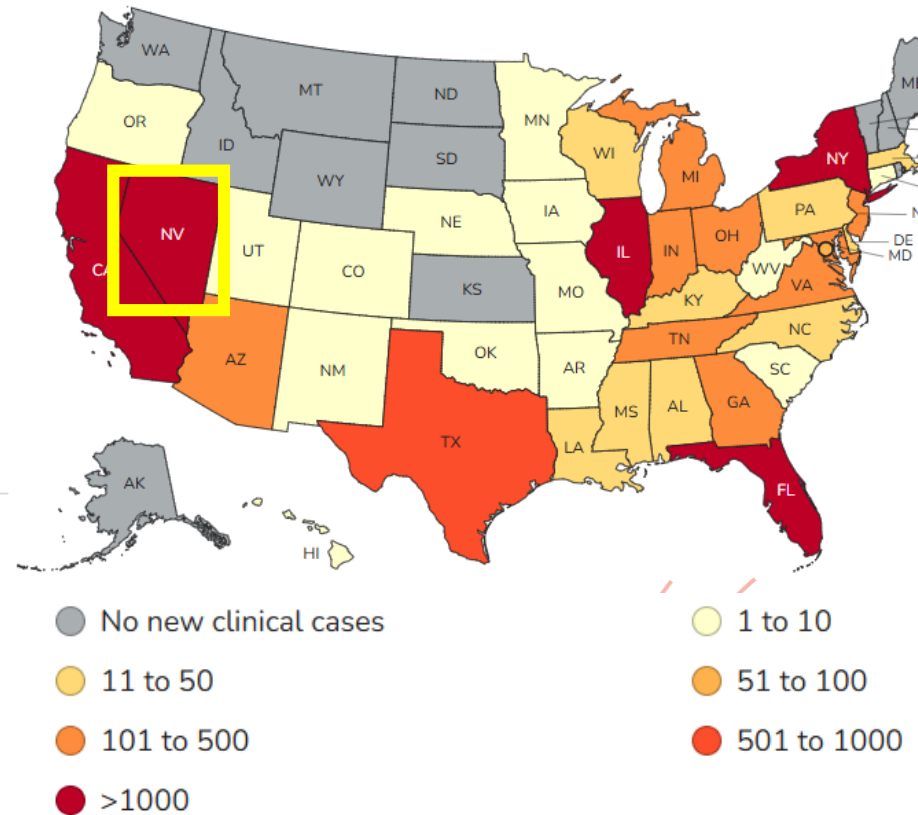 WA
MT
ND
MN
OR
ID
SD
WI
WY
MI
NY
NE
IA
PA
NV
UT
CO
IL
IN
OH
DE
MD
CA
KS
MO
KY
WV
VA
AZ
NM
OK
AR
TN
NC
SC
TX
MS
AL
GA
LA
FL
AK
HI
No new clinical cases
1 to 10
11 to 50
51 to 100
101 to 500
501 to 1000
>1000